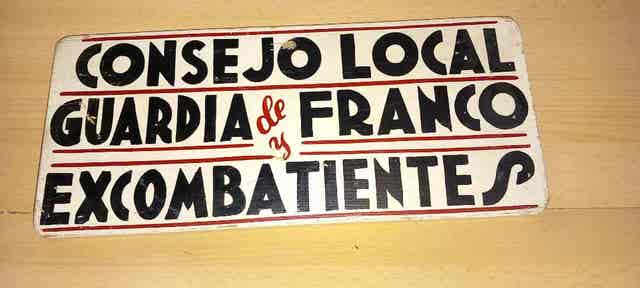 CONSEJO LOCAL
GUARDIA de FRANCO
y
EXCOMBATIENTES